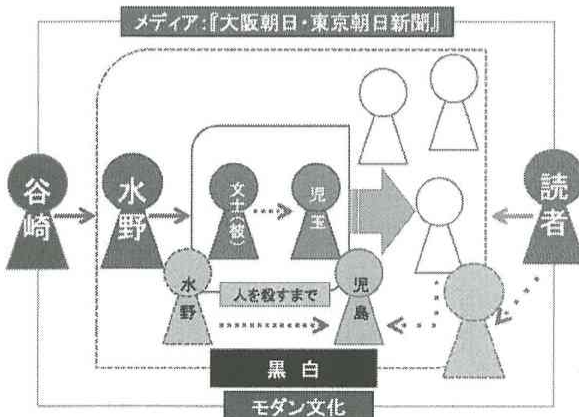 メディア:『大阪朝日・東京朝日新聞』
谷崎
水野
文士(彼)
児玉
読者
水野
人を殺すまで
児島
黒白
モダン文化